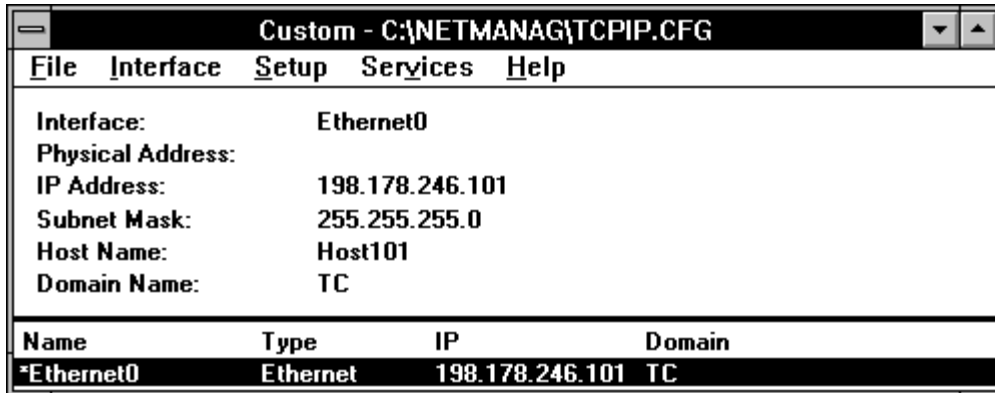 Custom - C:\NETMANAG\TCPIP.CFG
File Interface Setup Services Help
Interface: Ethernet0
Physical Address:
IP Address: 198.178.246.101
Subnet Mask: 255.255.255.0
Host Name: Host101
Domain Name: TC
Name Type IP Domain
*Ethernet0 Ethernet 198.178.246.101 TC